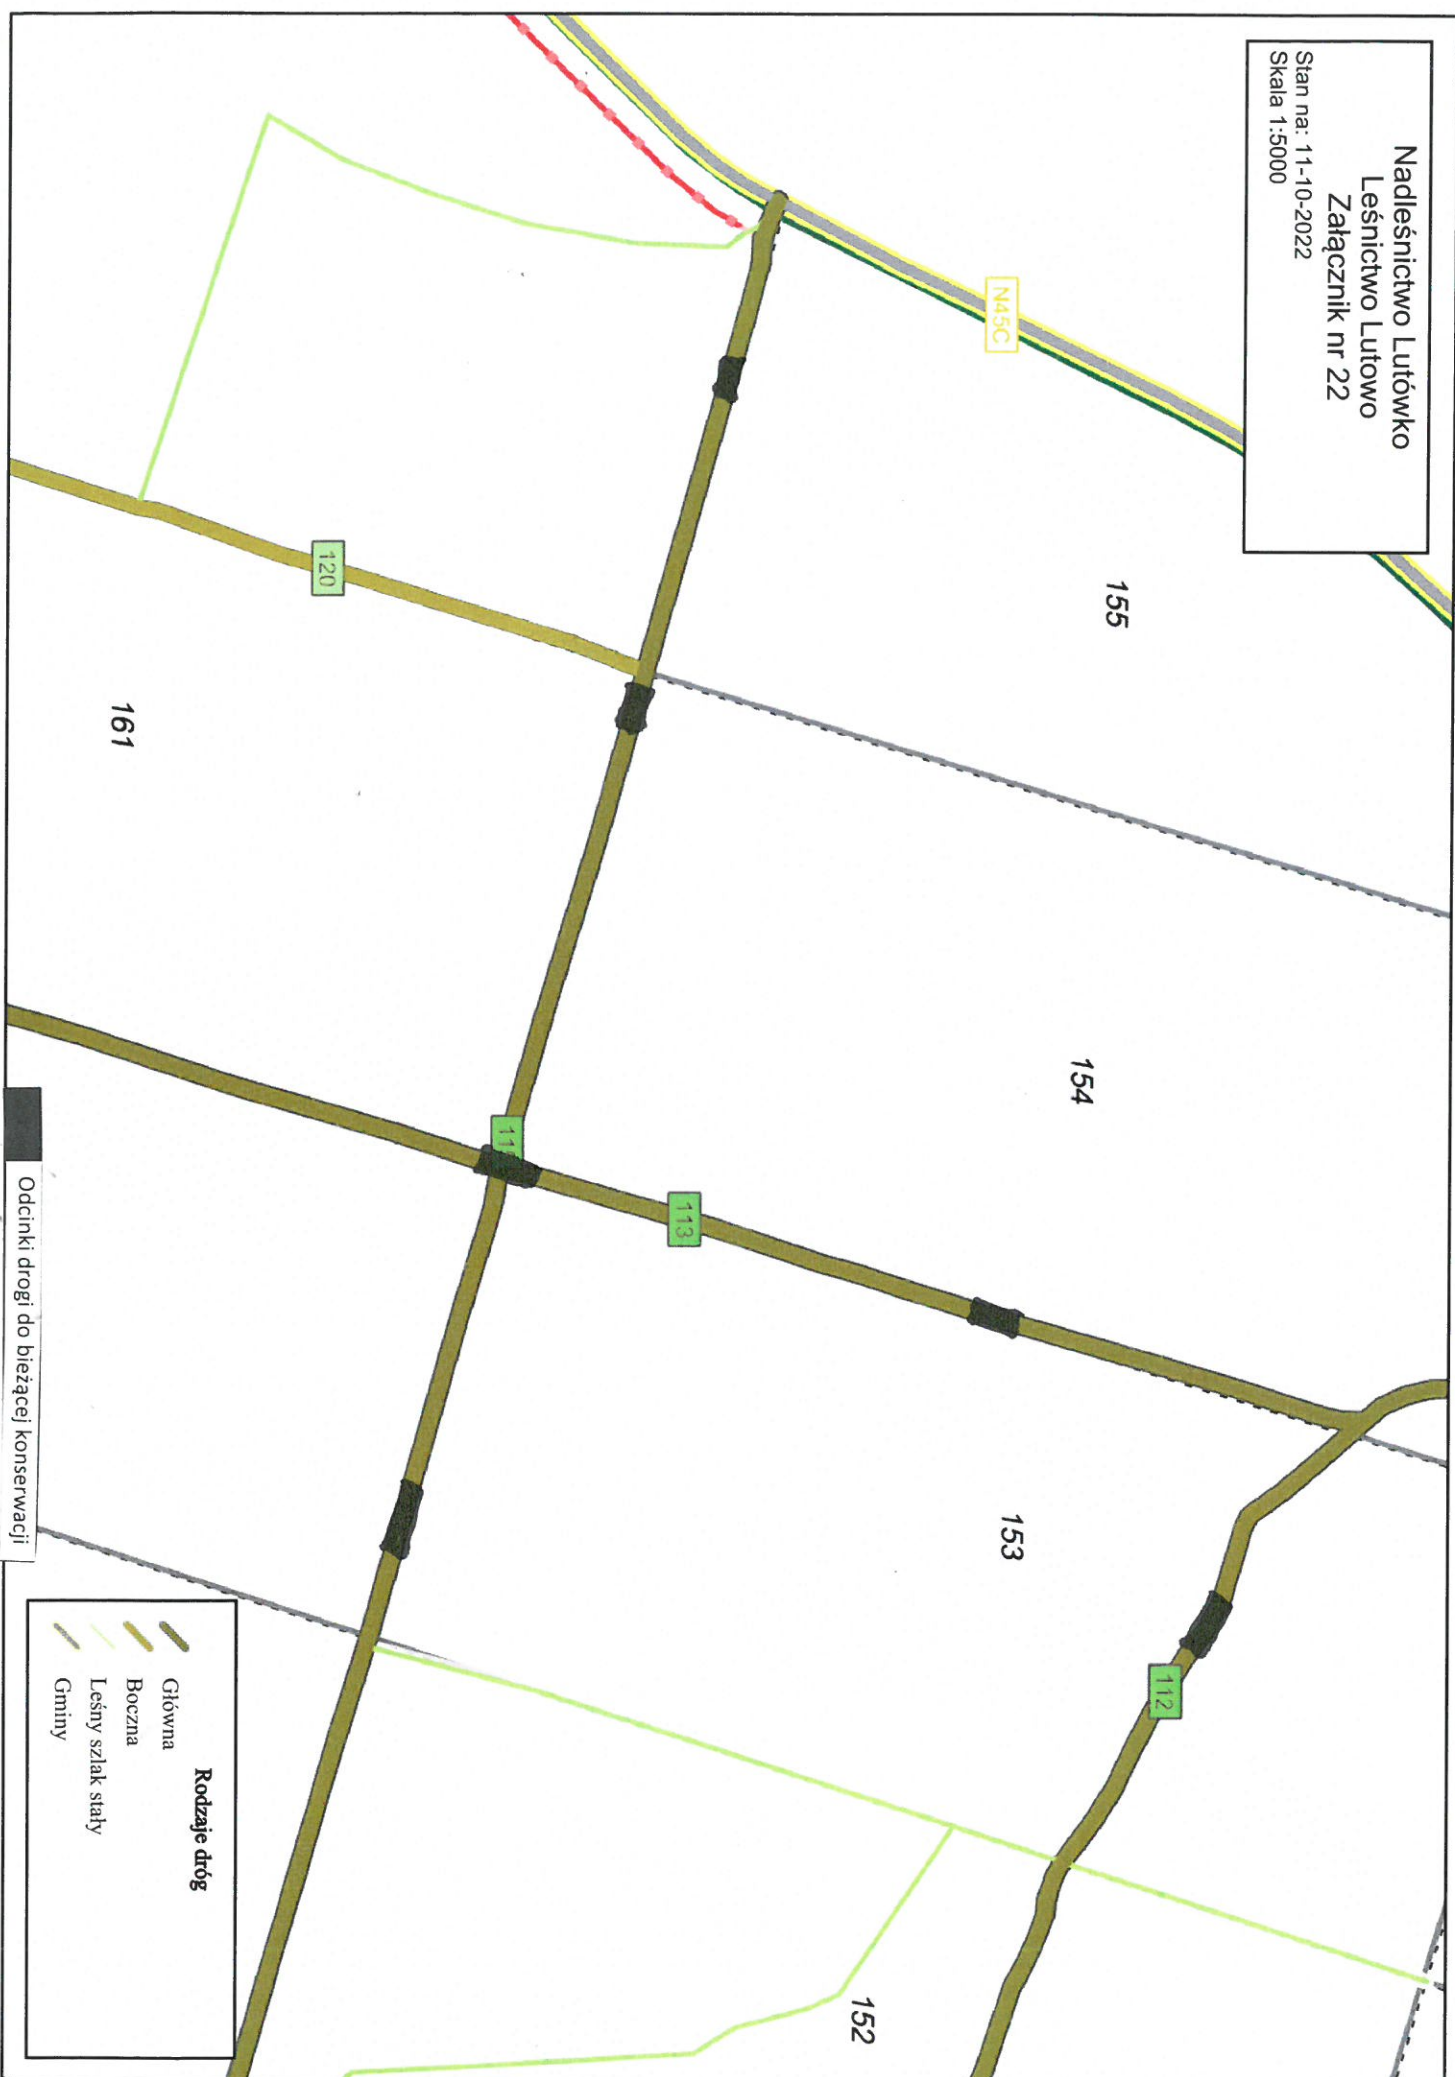 Nadleśnictwo Lutówko
Leśnictwo Lutowo
Załącznik nr 22
Stan na: 11-10-2022
Skala 1:5000
N45C
155
120
161
154
113
153
112
152
Odcinki drogi do bieżącej konserwacji
Rodzaje dróg
Główna
Boczna
Leśny szlak stały
Gminy